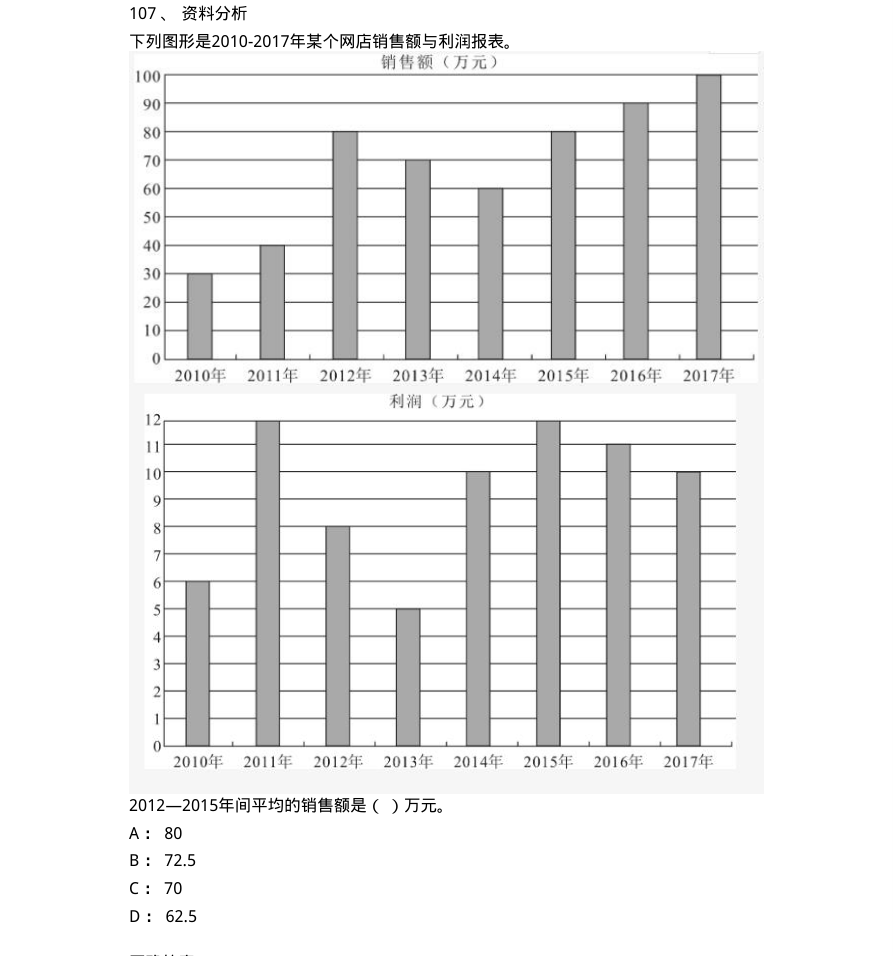 107 、 资料分析
下列图形是2010-2017年某个网店销售额与利润报表。
销售额（万元）
100
90
80
70
60
50
40
30
20
10
0
2010年 2011年 2012年 2013年 2014年 2015年 2016年 2017年
利润（万元）
12
11
10
9
8
7
6
5
4
3
2
1
0
2010年 2011年 2012年 2013年 2014年 2015年 2016年 2017年
2012—2015年间平均的销售额是（ ）万元。
A： 80
B： 72.5
C： 70
D： 62.5